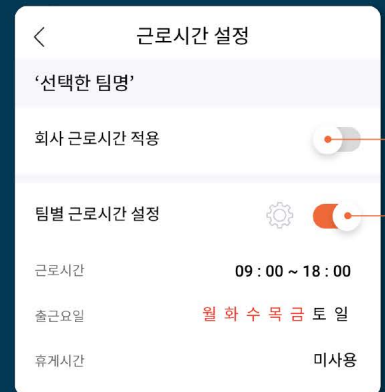 근로시간 설정
‘선택한 팀명’
회사 근로시간 적용
팀별 근로시간 설정
근로시간 09 : 00 ~ 18 : 00
출근요일 월 화 수 목 금 토 일
휴게시간 미사용